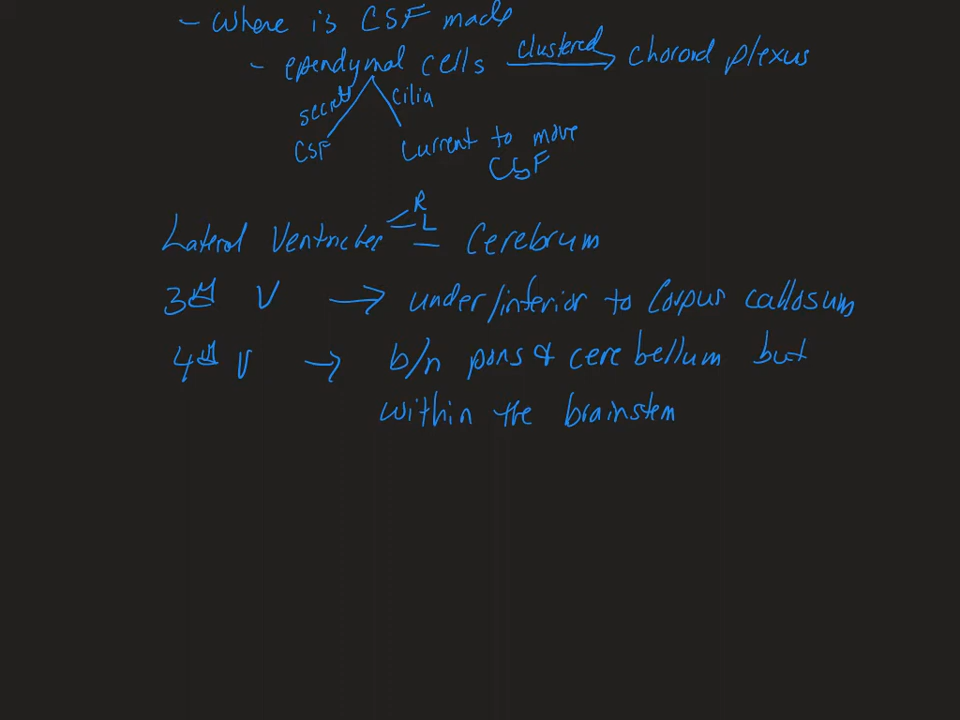 - Where is CSF made
- ependymal cells clustered → choroid plexus
secrete cilia
CSF current to move
CSF
R
L
Lateral Ventricles - Cerebrum
3rd V → under/inferior to Corpus callosum
4th V → b/n pons & cerebellum but
within the brainstem